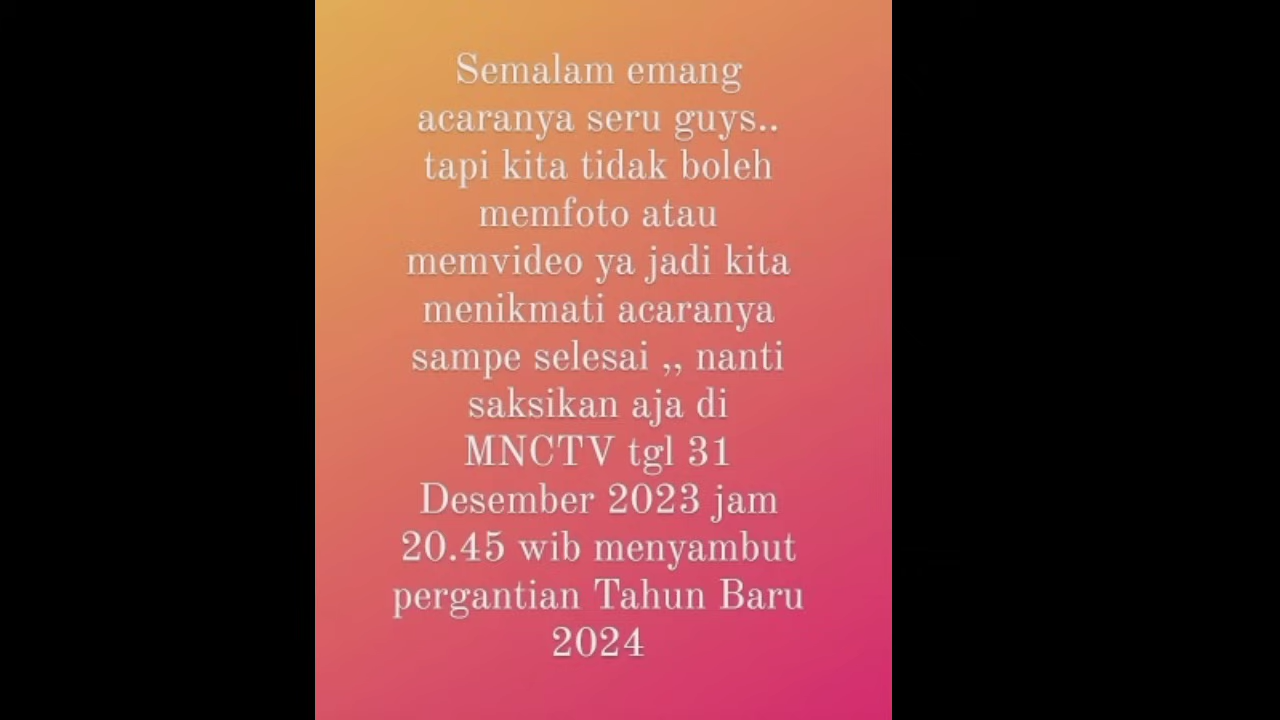 Semalam emang
acaranya seru guys..
tapi kita tidak boleh
memfoto atau
memvideo ya jadi kita
menikmati acaranya
sampe selesai ,, nanti
saksikan aja di
MNCTV tgl 31
Desember 2023 jam
20.45 wib menyambut
pergantian Tahun Baru
2024